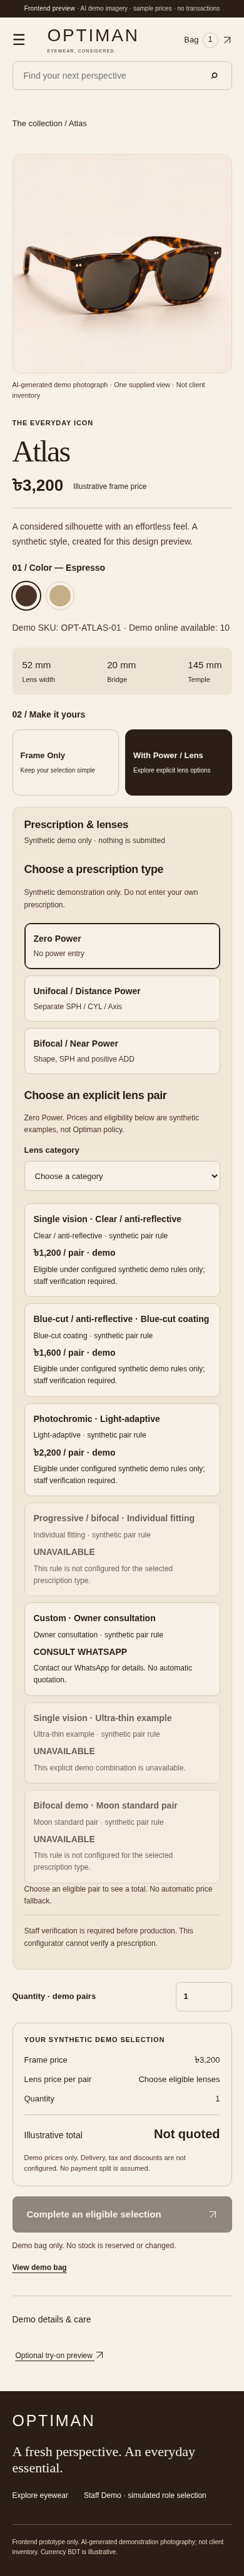 Frontend preview · AI demo imagery · sample prices · no transactions
OPTIMAN
EYEWEAR, CONSIDERED.
Bag 1
Find your next perspective
The collection / Atlas
AI-genered demo photograph · One supplied view · Not client
inventory
THE EVERYDAY ICON
Atlas
৳3,200 Illustrative frame price
A considered silhouette with an effortless feel. A
synthetic style, created for this design preview.
01 / Color — Espresso
Demo SKU: OPT-ATLAS-01 · Demo online available: 10
52 mm 20 mm 145 mm
Lens width Bridge Temple
02 / Make it yours
Frame Only
Keep your selection simple
With Power / Lens
Explore explicit lens options
Prescription & lenses
Synthetic demo only · nothing is submitted
Choose a prescription type
Synthetic demonstration only. Do not enter your own
prescription.
Zero Power
No power entry
Unifocal / Distance Power
Separate SPH / CYL / Axis
Bifocal / Near Power
Shape, SPH and positive ADD
Choose an explicit lens pair
Zero Power. Prices and eligibility below are synthetic
examples, not Optiman policy.
Lens category
Choose a category
Single vision · Clear / anti-reflective
Clear / anti-reflective · synthetic pair rule
৳1,200 / pair · demo
Eligible under configured synthetic demo rules only;
staff verification required.
Blue-cut / anti-reflective · Blue-cut coating
Blue-cut coating · synthetic pair rule
৳1,600 / pair · demo
Eligible under configured synthetic demo rules only;
staff verification required.
Photochromic · Light-adaptive
Light-adaptive · synthetic pair rule
৳2,200 / pair · demo
Eligible under configured synthetic demo rules only;
staff verification required.
Progressive / bifocal · Individual fitting
Individual fitting · synthetic pair rule
UNAVAILABLE
This rule is not configured for the selected
prescription type.
Custom · Owner consultation
Owner consultation · synthetic pair rule
CONSULT WHATSAPP
Contact our WhatsApp for details. No automatic
quotation.
Single vision · Ultra-thin example
Ultra-thin example · synthetic pair rule
UNAVAILABLE
This explicit demo combination is unavailable.
Bifocal demo · Moon standard pair
Moon standard pair · synthetic pair rule
UNAVAILABLE
This rule is not configured for the selected
prescription type.
Choose an eligible pair to see a total. No automatic price
fallback.
Staff verification is required before production. This
configurator cannot verify a prescription.
Quantity · demo pairs 1
YOUR SYNTHETIC DEMO SELECTION
Frame price ৳3,200
Lens price per pair Choose eligible lenses
Quantity 1
Illustrative total Not quoted
Demo prices only. Delivery, tax and discounts are not
configured. No payment split is assumed.
Complete an eligible selection
Demo bag only. No stock is reserved or changed.
View demo bag
Demo details & care
Optional try-on preview
OPTIMAN
A fresh perspective. An everyday
essential.
Explore eyewear Staff Demo · simulated role selection
Frontend prototype only. AI-generated demonstration photography; not client
inventory. Currency BDT is illustrative.